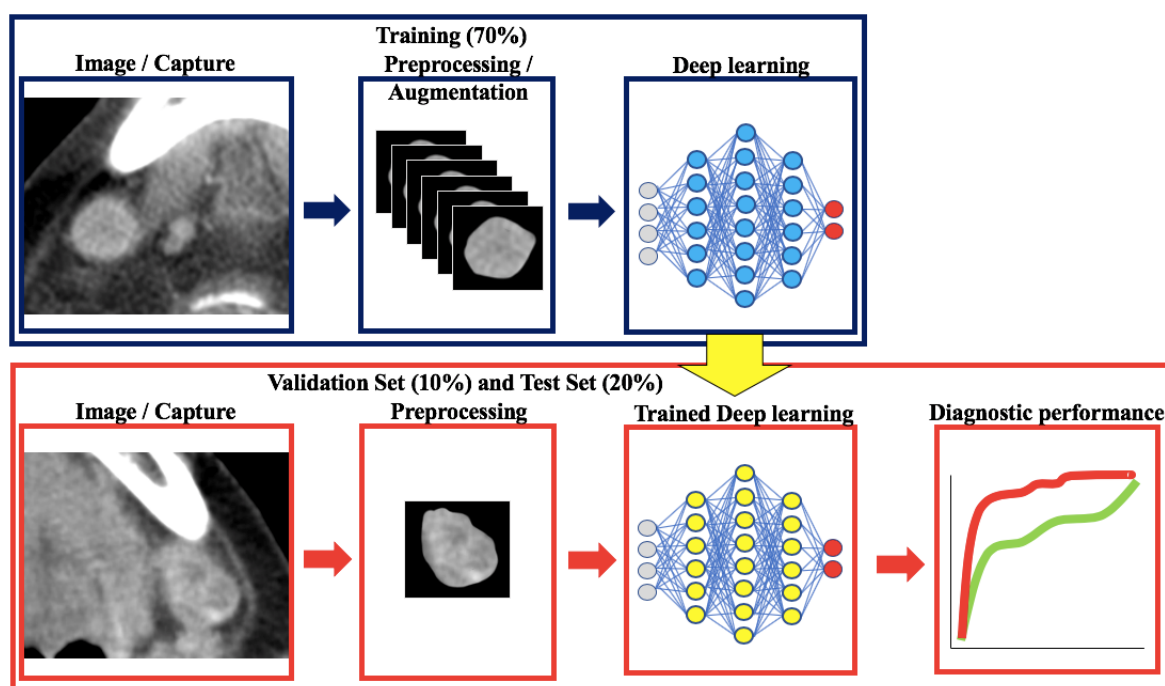 Training (70%)
Image / Capture
Preprocessing /
Augmentation
Deep learning
Validation Set (10%) and Test Set (20%)
Image / Capture
Preprocessing
Trained Deep learning
Diagnostic performance